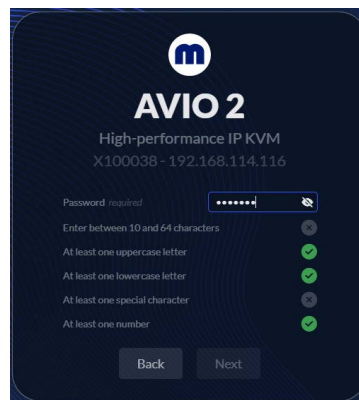 m
AVIO 2
High-performance IP KVM
X100038 - 192.168.114.116
Password required •••••••
Enter between 10 and 64 characters
At least one uppercase letter
At least one lowercase letter
At least one special character
At least one number
Back Next